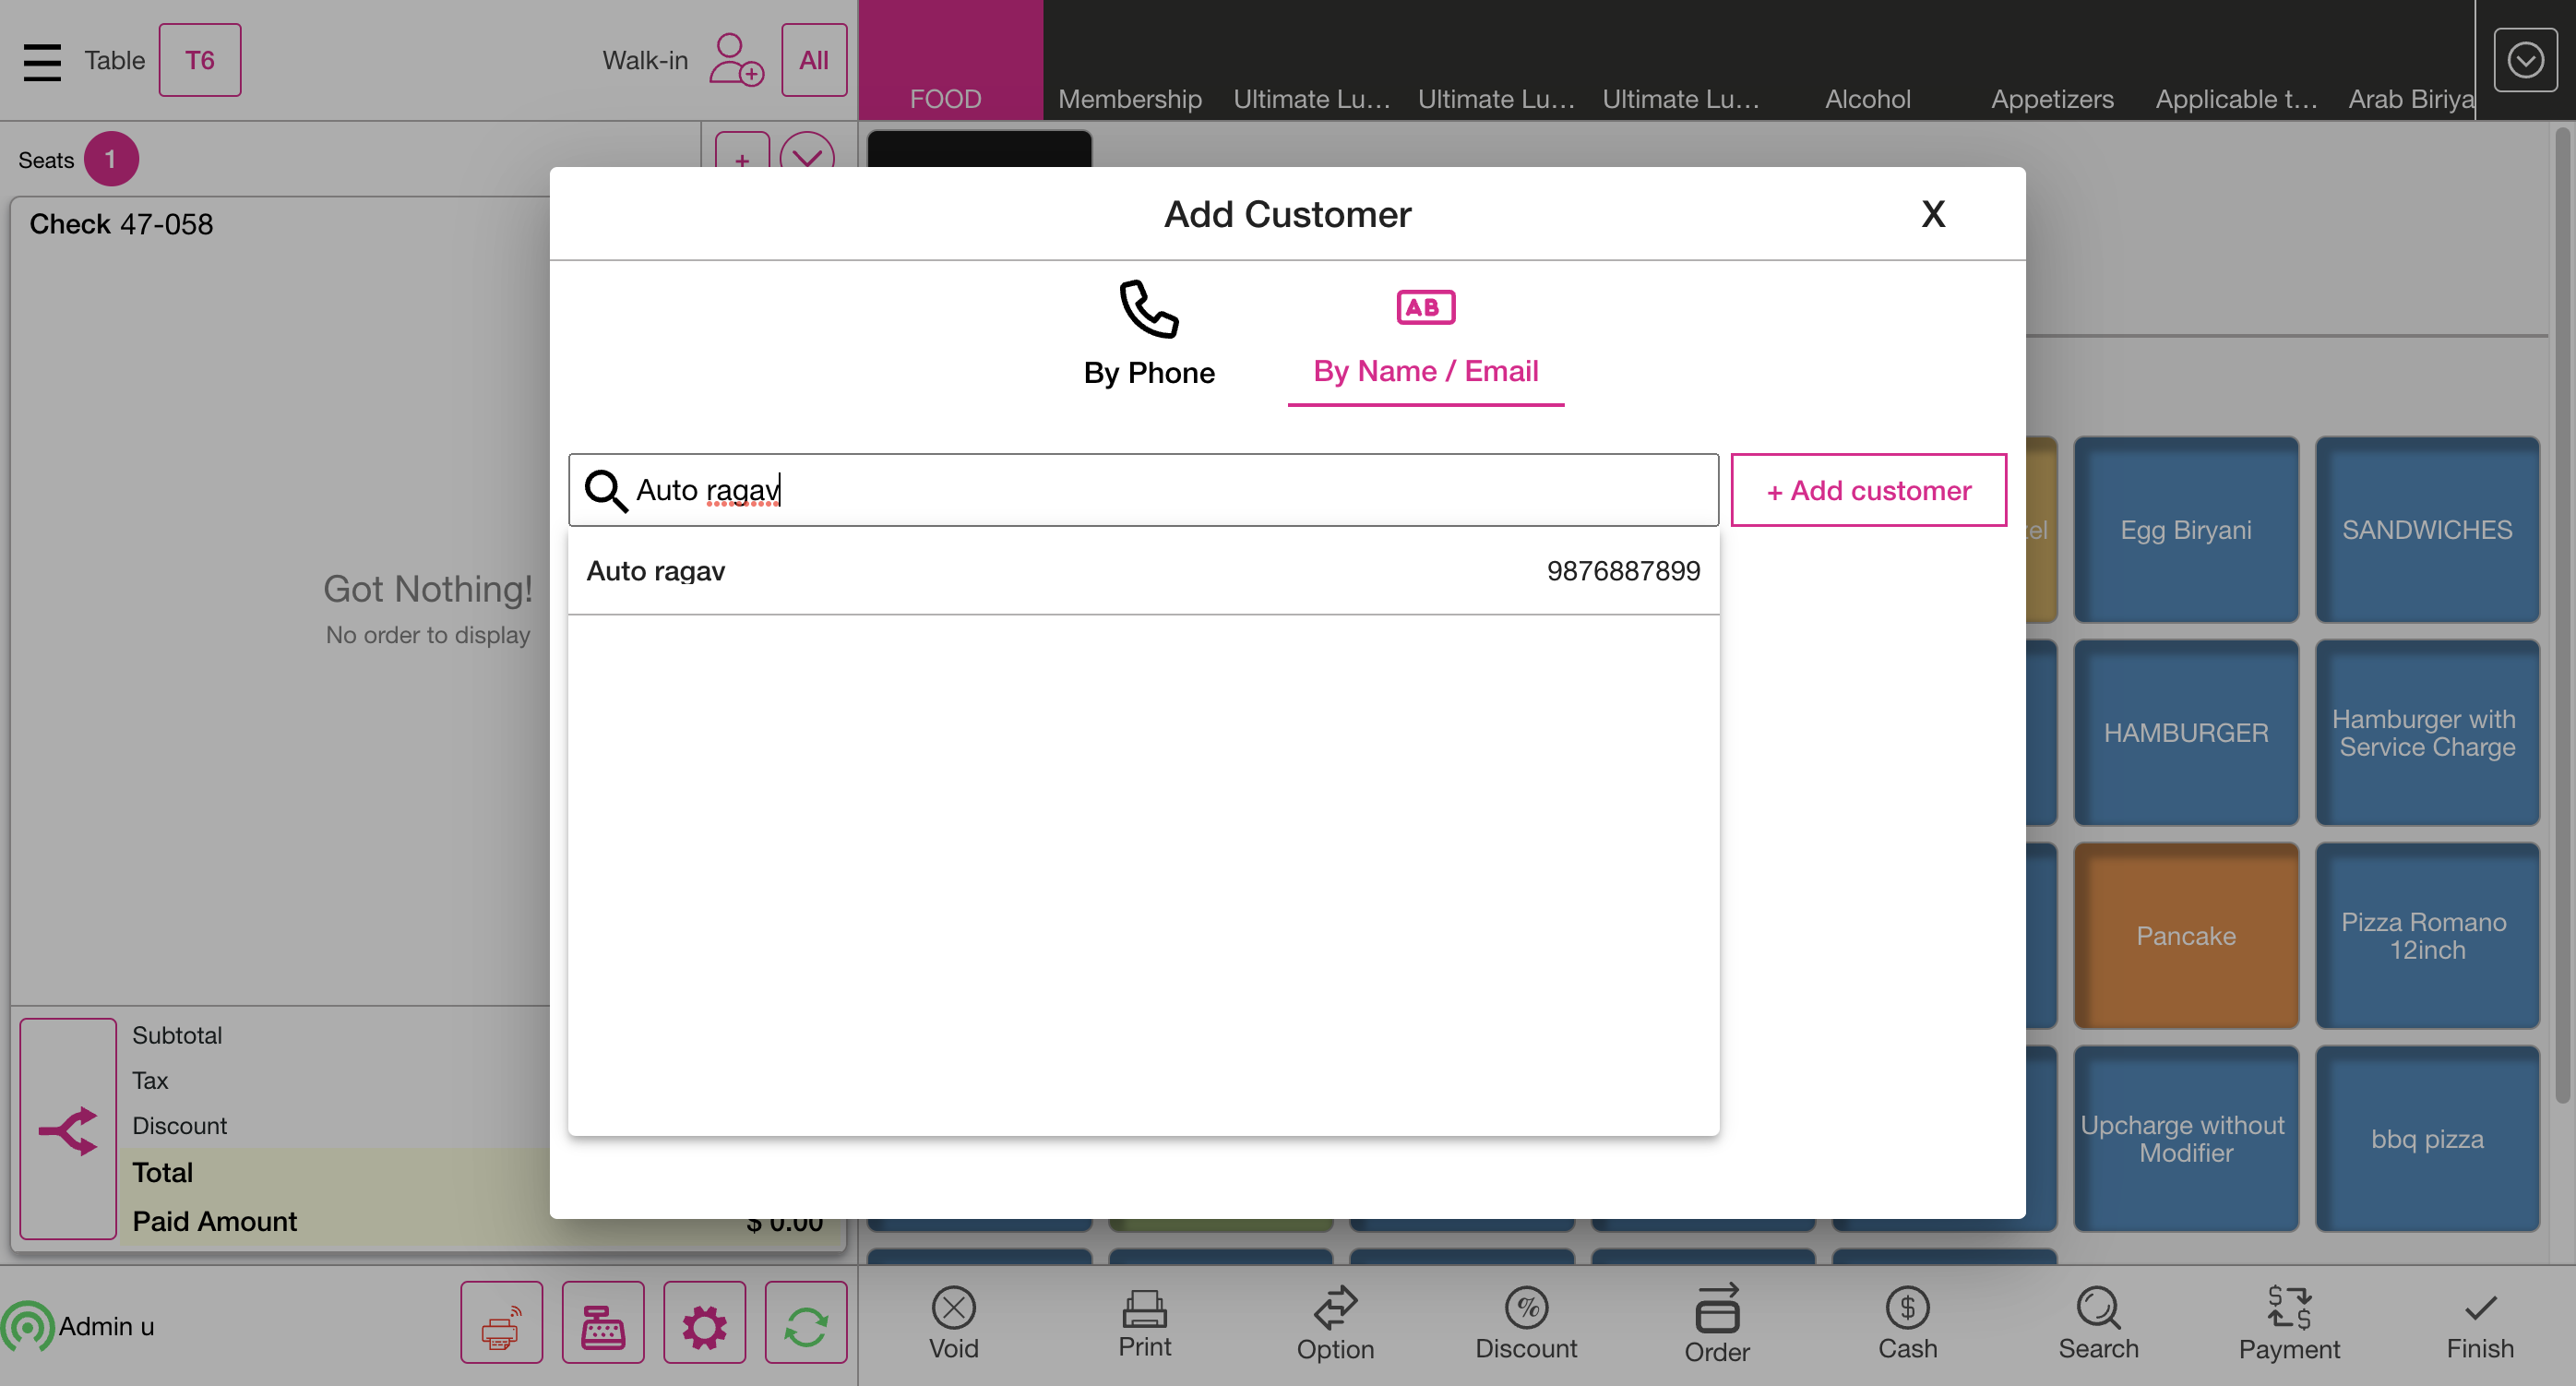 Table T6 Walk-in All
FOOD Membership Ultimate Lu... Ultimate Lu... Ultimate Lu... Alcohol Appetizers Applicable t... Arab Biriya
Seats 1 +
Check 47-058
Got Nothing!
No order to display
Subtotal
Tax
Discount
Total
Paid Amount $ 0.00
Add Customer X
By Phone
AB
By Name / Email
Auto ragav
+ Add customer
Auto ragav 9876887899
Egg Biryani
SANDWICHES
HAMBURGER
Hamburger with
Service Charge
Pancake
Pizza Romano
12inch
Upcharge without
Modifier
bbq pizza
Admin u
Void
Print
Option
Discount
Order
Cash
Search
Payment
Finish